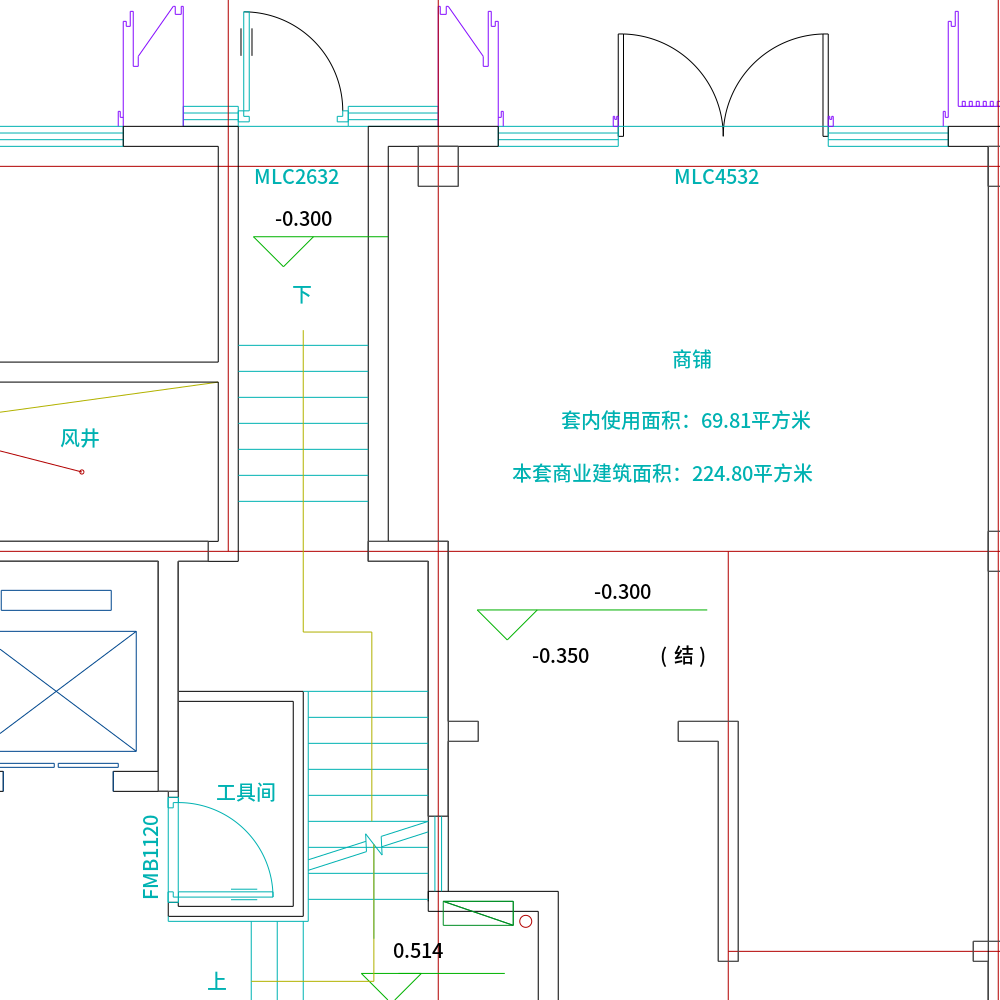 MLC2632
MLC4532
-0.300
下
商铺
套内使用面积：69.81平方米
风井
本套商业建筑面积：224.80平方米
-0.300
-0.350 (结)
工具间
FMB1120
0.514
上